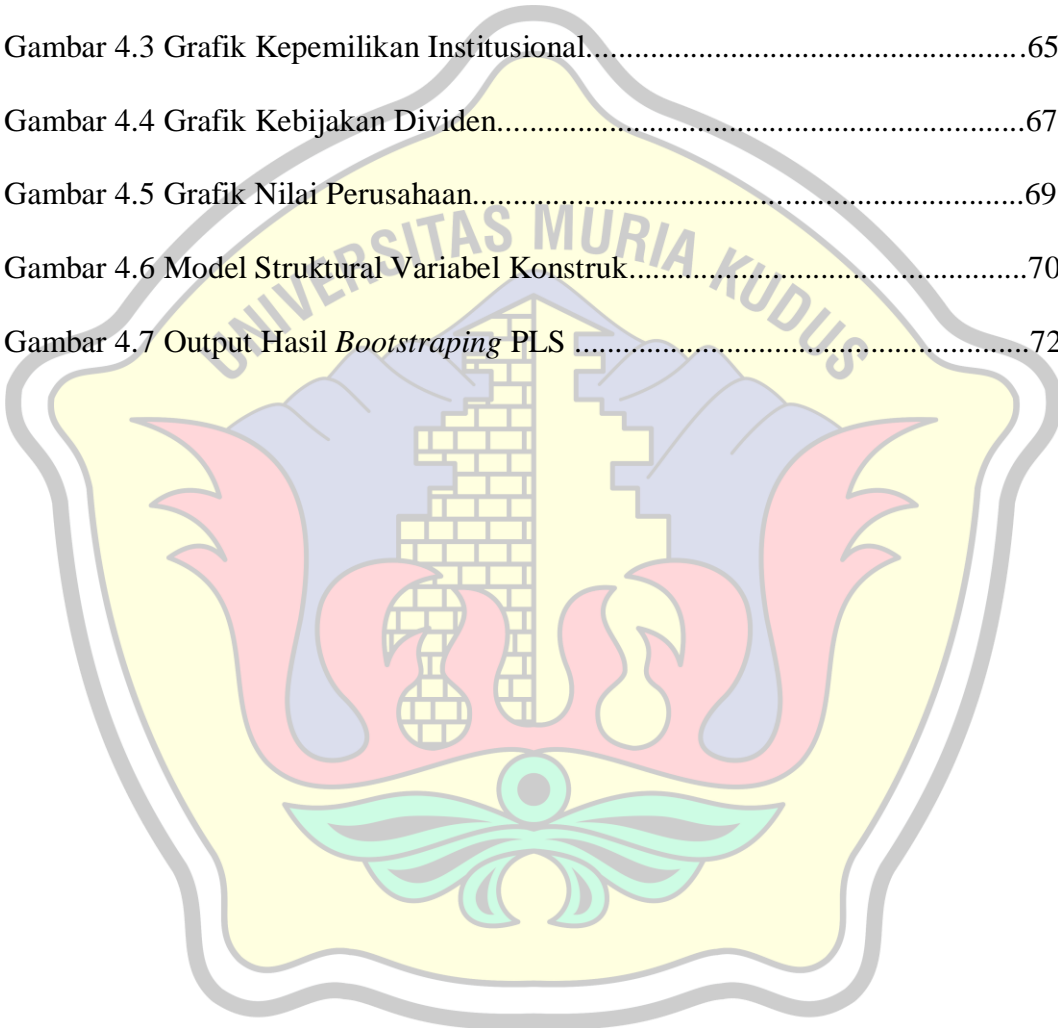 Gambar 4.3 Grafik Kepemilikan Institusional........................................................65
Gambar 4.4 Grafik Kebijakan Dividen...................................................................67
Gambar 4.5 Grafik Nilai Perusahaan......................................................................69
UNIVERSITAS MURIA KUDUS
Gambar 4.6 Model Struktural Variabel Konstruk..................................................70
Gambar 4.7 Output Hasil Bootstraping PLS .........................................................72